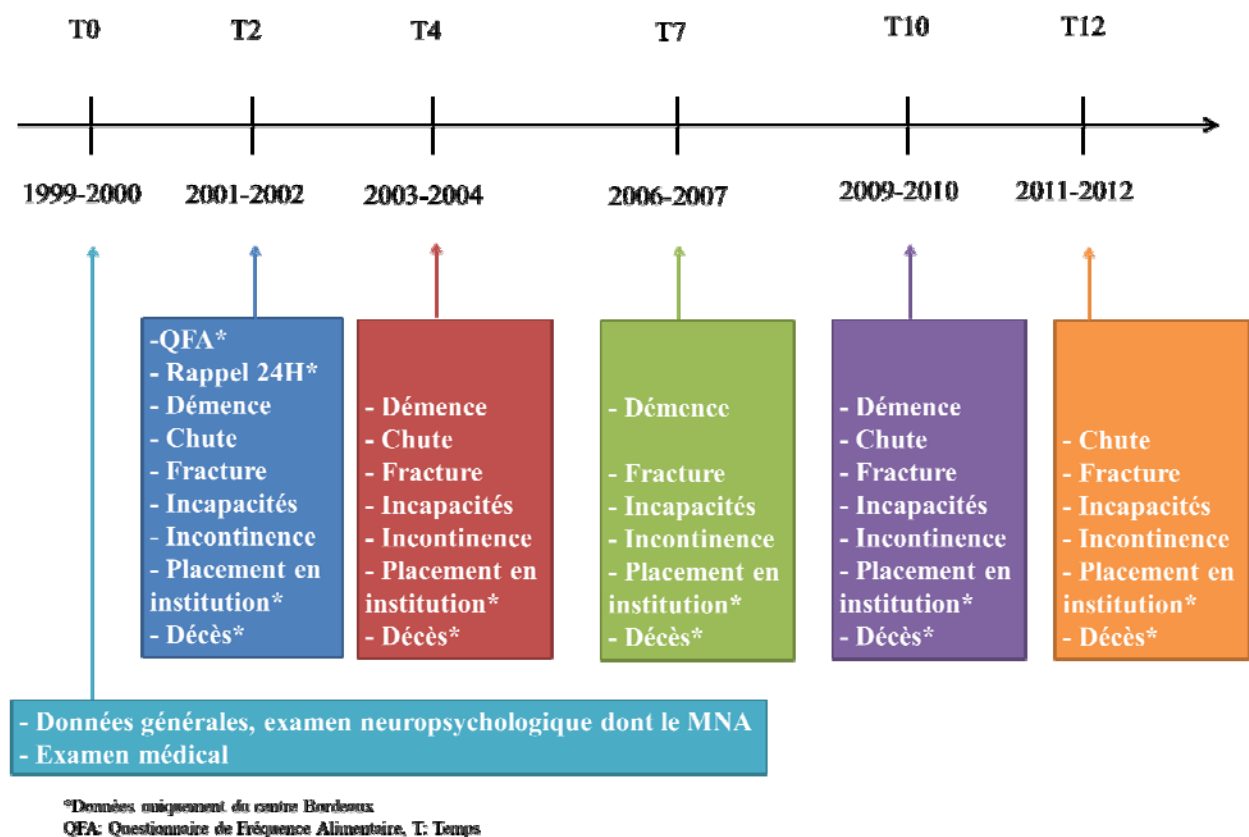 T0 T2 T4 T7 T10 T12
1999-2000 2001-2002 2003-2004 2006-2007 2009-2010 2011-2012
-QFA*
- Rappel 24H*
- Démence
- Chute
- Fracture
- Incapacités
- Incontinence
- Placement en
institution*
- Décès*
- Démence
- Chute
- Fracture
- Incapacités
- Incontinence
- Placement en
institution*
- Décès*
- Démence
- Fracture
- Incapacités
- Incontinence
- Placement en
institution*
- Décès*
- Démence
- Chute
- Fracture
- Incapacités
- Incontinence
- Placement en
institution*
- Décès*
- Chute
- Fracture
- Incapacités
- Incontinence
- Placement en
institution*
- Décès*
- Données générales, examen neuropsychologique dont le MNA
- Examen médical
*Données uniquement du centre Bordeaux
QFA: Questionnaire de Fréquence Alimentaire, T: Temps